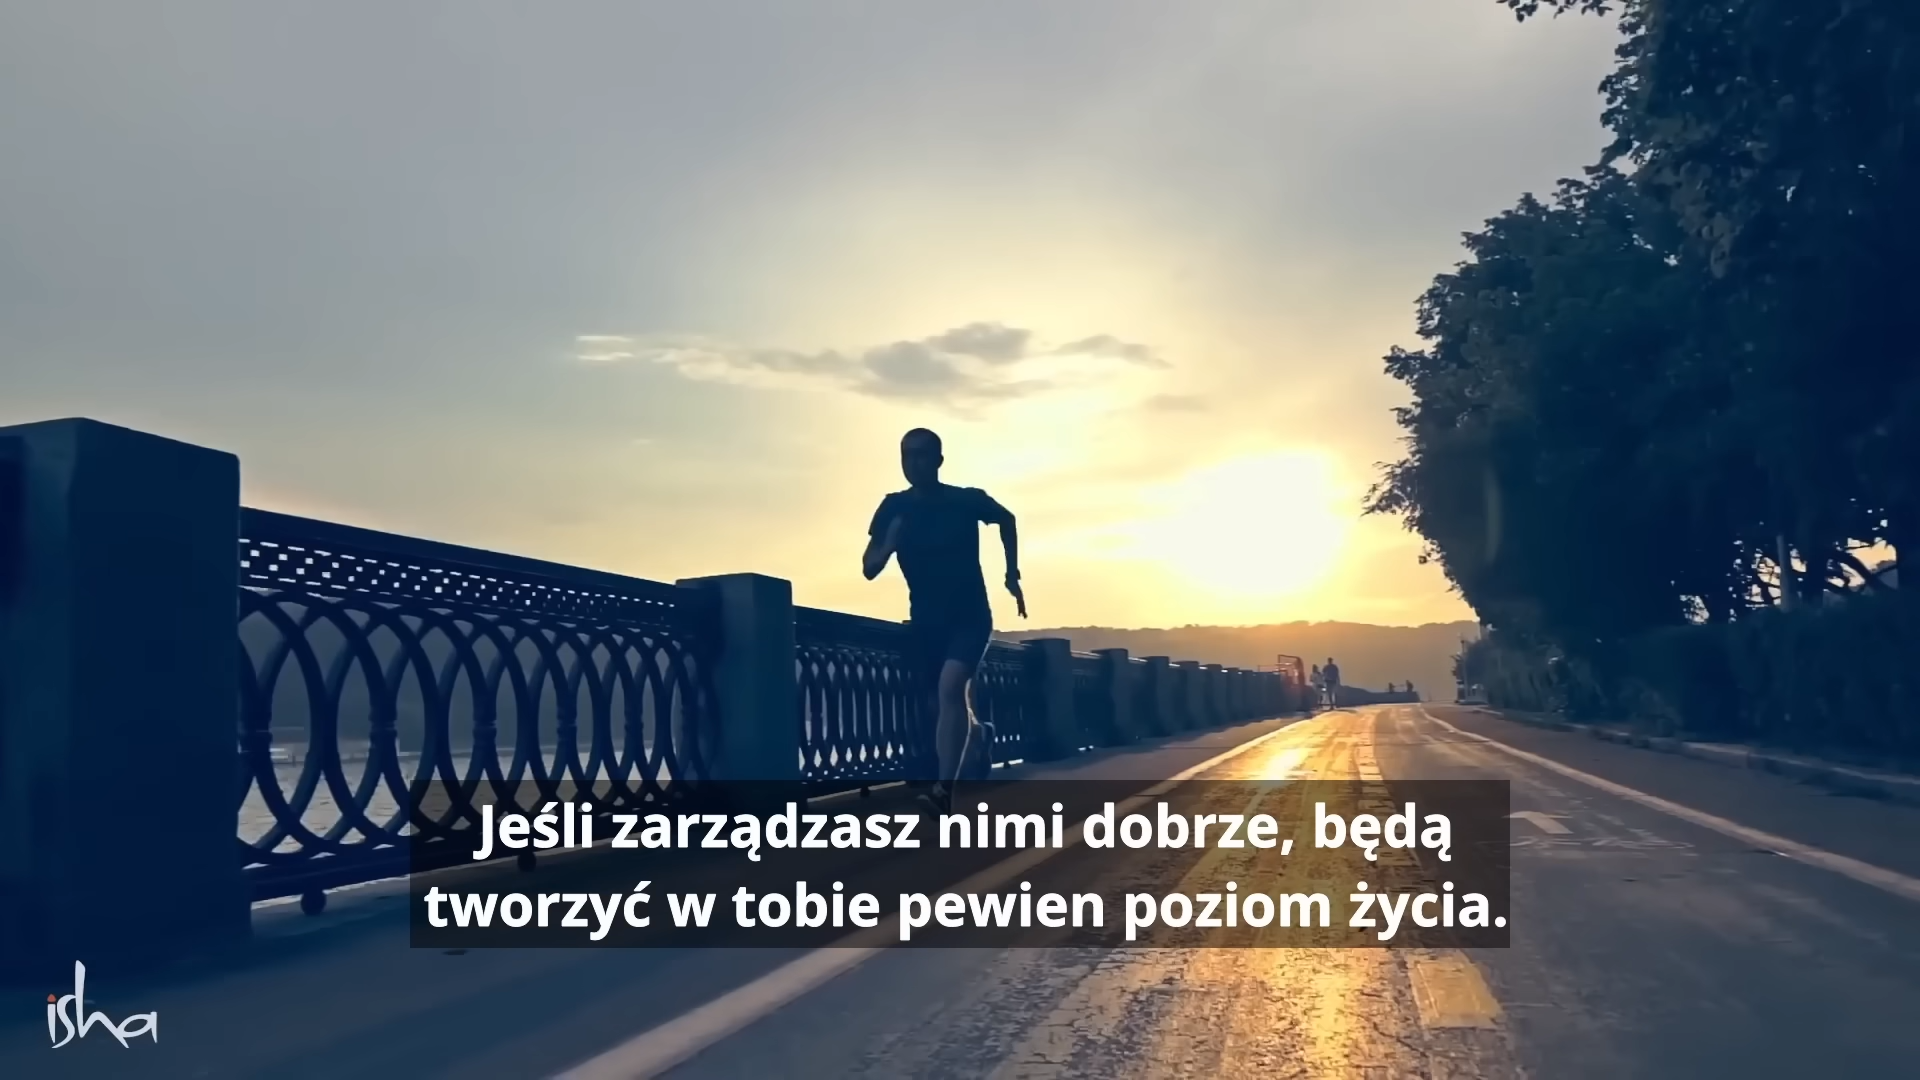 Jeśli zarządzasz nimi dobrze, będą
tworzyć w tobie pewien poziom życia.
isha